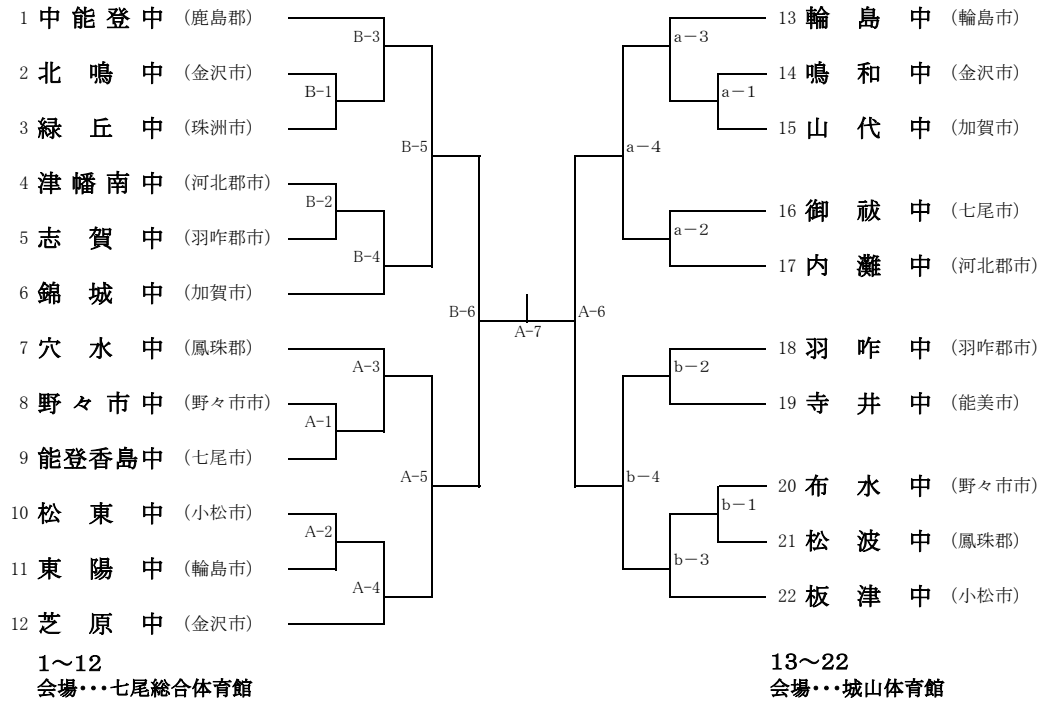 1 中能登中 (鹿島郡)
2 北鳴中 (金沢市)
3 緑丘中 (珠洲市)
4 津幡南中 (河北郡市)
5 志賀中 (羽咋郡市)
6 錦城中 (加賀市)
7 穴水中 (鳳珠郡)
8 野々市中 (野々市市)
9 能登香島中 (七尾市)
10 松東中 (小松市)
11 東陽中 (輪島市)
12 芝原中 (金沢市)
B-3
B-1
B-5
B-2
B-4
B-6
A-3
A-1
A-5
A-2
A-4
A-7
A-6
a-3
a-1
a-4
a-2
b-2
b-4
b-1
b-3
13 輪島中 (輪島市)
14 鳴和中 (金沢市)
15 山代中 (加賀市)
16 御祓中 (七尾市)
17 内灘中 (河北郡市)
18 羽咋中 (羽咋郡市)
19 寺井中 (能美市)
20 布水中 (野々市市)
21 松波中 (鳳珠郡)
22 板津中 (小松市)
1～12
会場・・・七尾総合体育館
13～22
会場・・・城山体育館